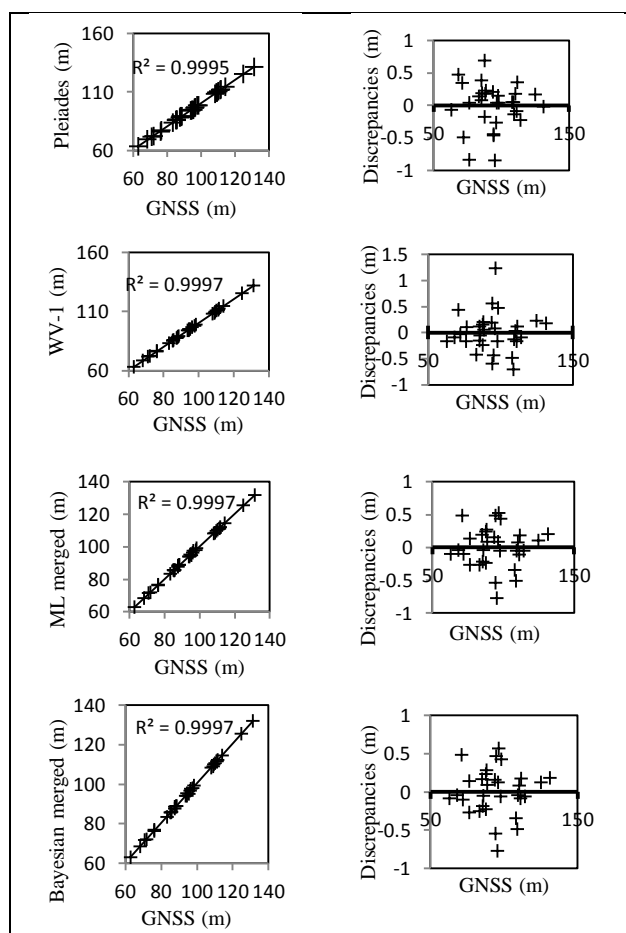 160
110
60
60 80 100 120 140
R² = 0.9995
Pleiades (m)
GNSS (m)
1
0.5
0
-0.5
-1
50 150
Discrepancies (m)
GNSS (m)
160
110
60
60 80 100 120 140
R² = 0.9997
WV-1 (m)
GNSS (m)
1.5
1
0.5
0
-0.5
-1
50 150
Discrepancies (m)
GNSS (m)
140
120
100
80
60
60 80 100 120 140
R² = 0.9997
ML merged (m)
GNSS (m)
1
0.5
0
-0.5
-1
50 150
Discrepancies (m)
GNSS (m)
140
120
100
80
60
60 80 100 120 140
R² = 0.9997
Bayesian merged (m)
GNSS (m)
1
0.5
0
-0.5
-1
50 150
Discrepancies (m)
GNSS (m)